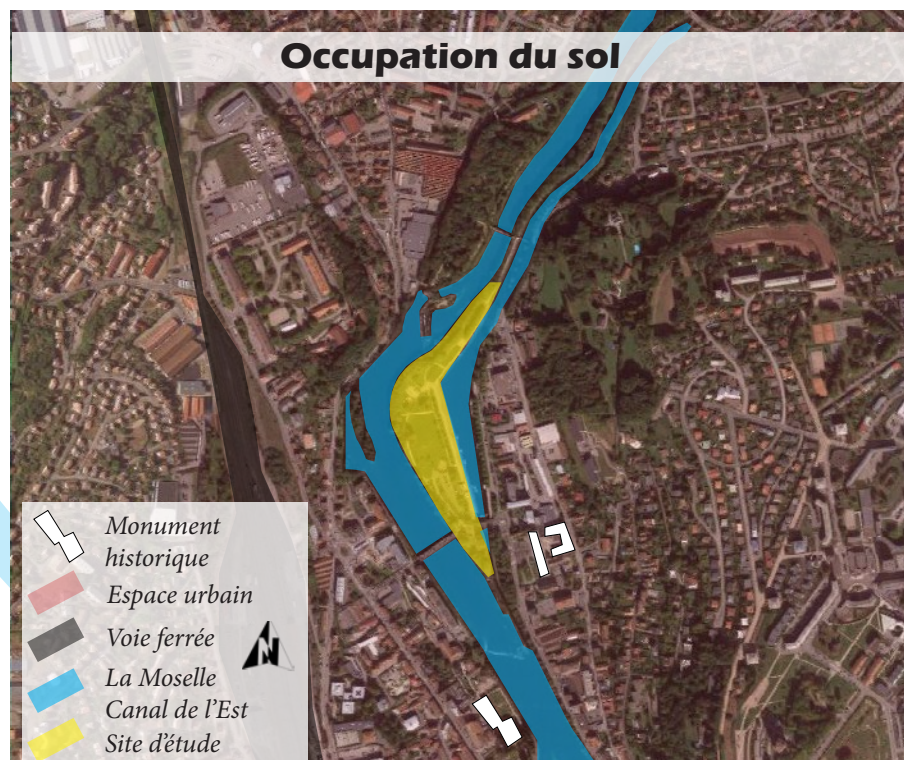 Occupation du sol
Monument
historique
Espace urbain
Voie ferrée
N
La Moselle
Canal de l'Est
Site d'étude